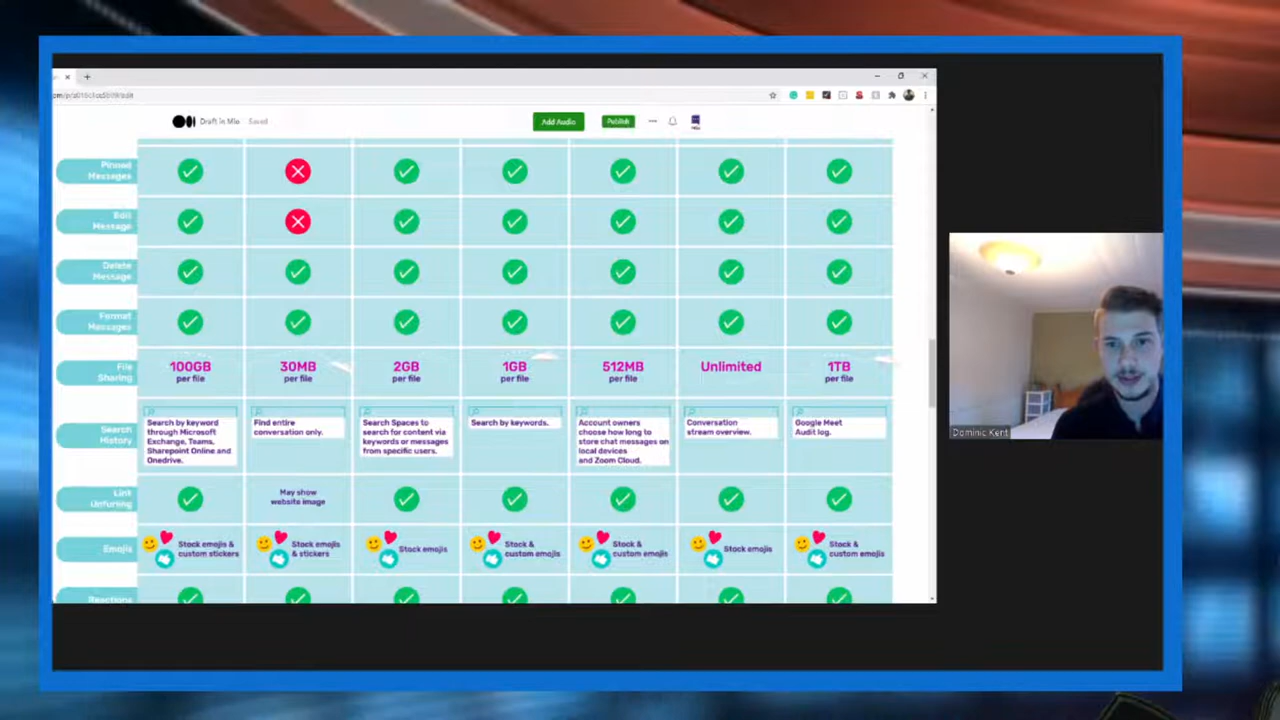 Draft in Mio Saved
Add Audio
Publish
Pinned
Messages
Edit
Message
Delete
Message
Format
Messages
File
Sharing
100GB
per file
30MB
per file
2GB
per file
1GB
per file
512MB
per file
Unlimited
1TB
per file
Search
History
Search by keyword
through Microsoft
Exchange, Teams,
Sharepoint Online and
Onedrive.
Find entire
conversation only.
Search Spaces to
search for content via
keywords or messages
from specific users.
Search by keywords.
Account owners
choose how long to
store chat messages on
local devices
and Zoom Cloud.
Conversation
stream overview.
Google Meet
Audit log.
Link
Unfurling
May show
website image
Emojis
Stock emojis &
custom stickers
Stock emojis
& stickers
Stock emojis
Stock &
custom emojis
Stock &
custom emojis
Stock emojis
Stock &
custom emojis
Reactions
Dominic Kent